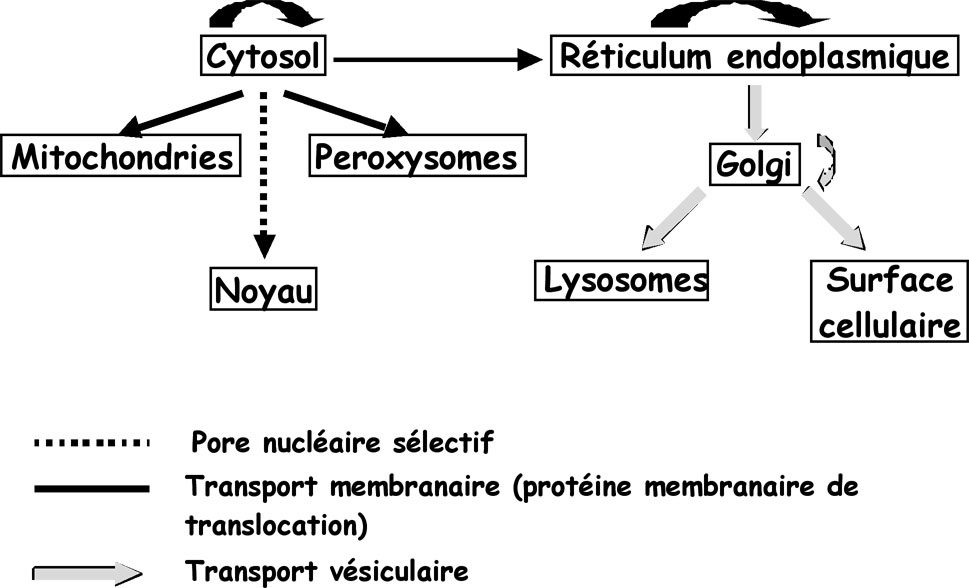 Cytosol
Réticulum endoplasmique
Mitochondries
Peroxysomes
Golgi
Noyau
Lysosomes
Surface
cellulaire
Pore nucléaire sélectif
Transport membranaire (protéine membranaire de
translocation)
Transport vésiculaire